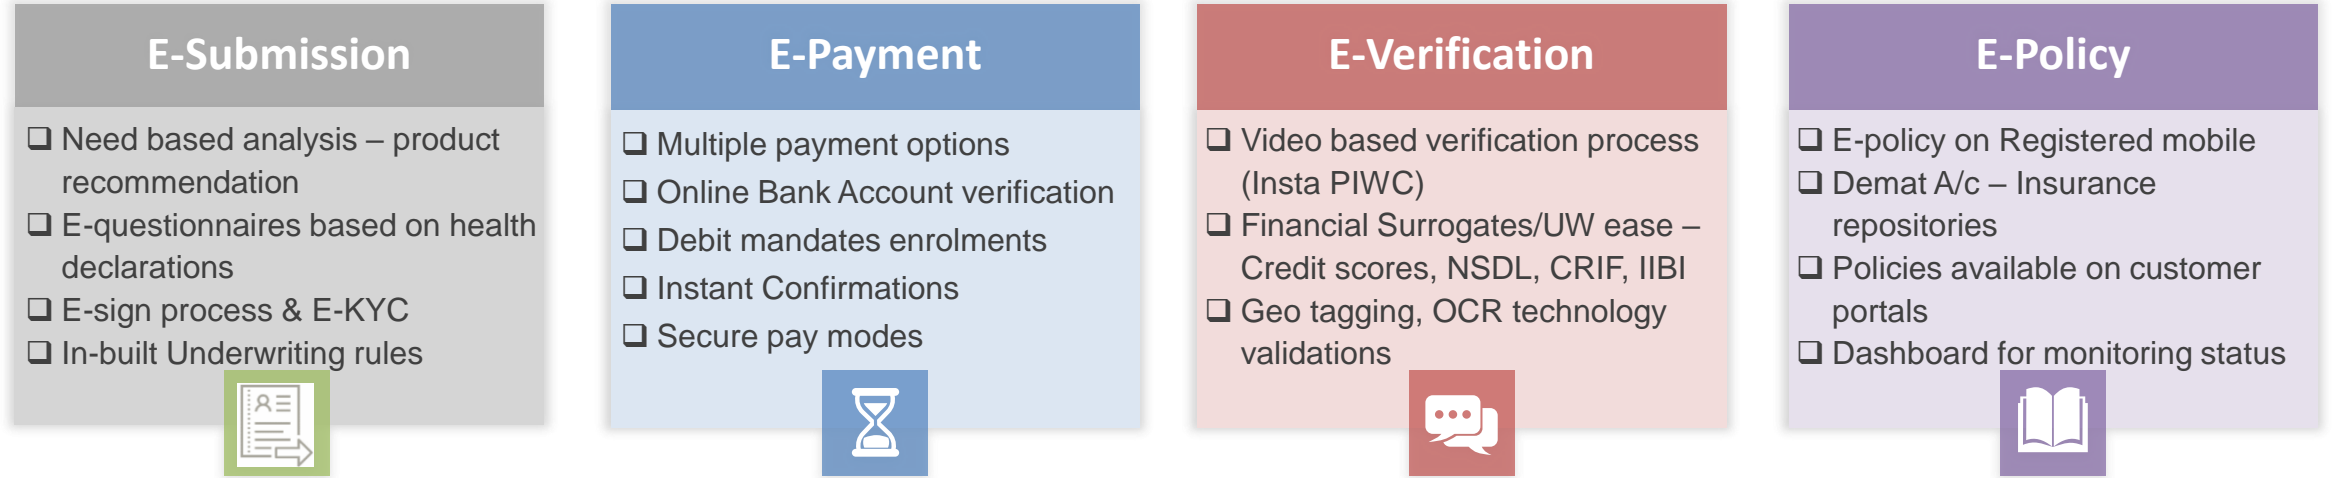 E-Submission
❑ Need based analysis – product
recommendation
❑ E-questionnaires based on health
declarations
❑ E-sign process & E-KYC
❑ In-built Underwriting rules
E-Payment
❑ Multiple payment options
❑ Online Bank Account verification
❑ Debit mandates enrolments
❑ Instant Confirmations
❑ Secure pay modes
E-Verification
❑ Video based verification process
(Insta PIWC)
❑ Financial Surrogates/UW ease –
Credit scores, NSDL, CRIF, IIBI
❑ Geo tagging, OCR technology
validations
E-Policy
❑ E-policy on Registered mobile
❑ Demat A/c – Insurance
repositories
❑ Policies available on customer
portals
❑ Dashboard for monitoring status